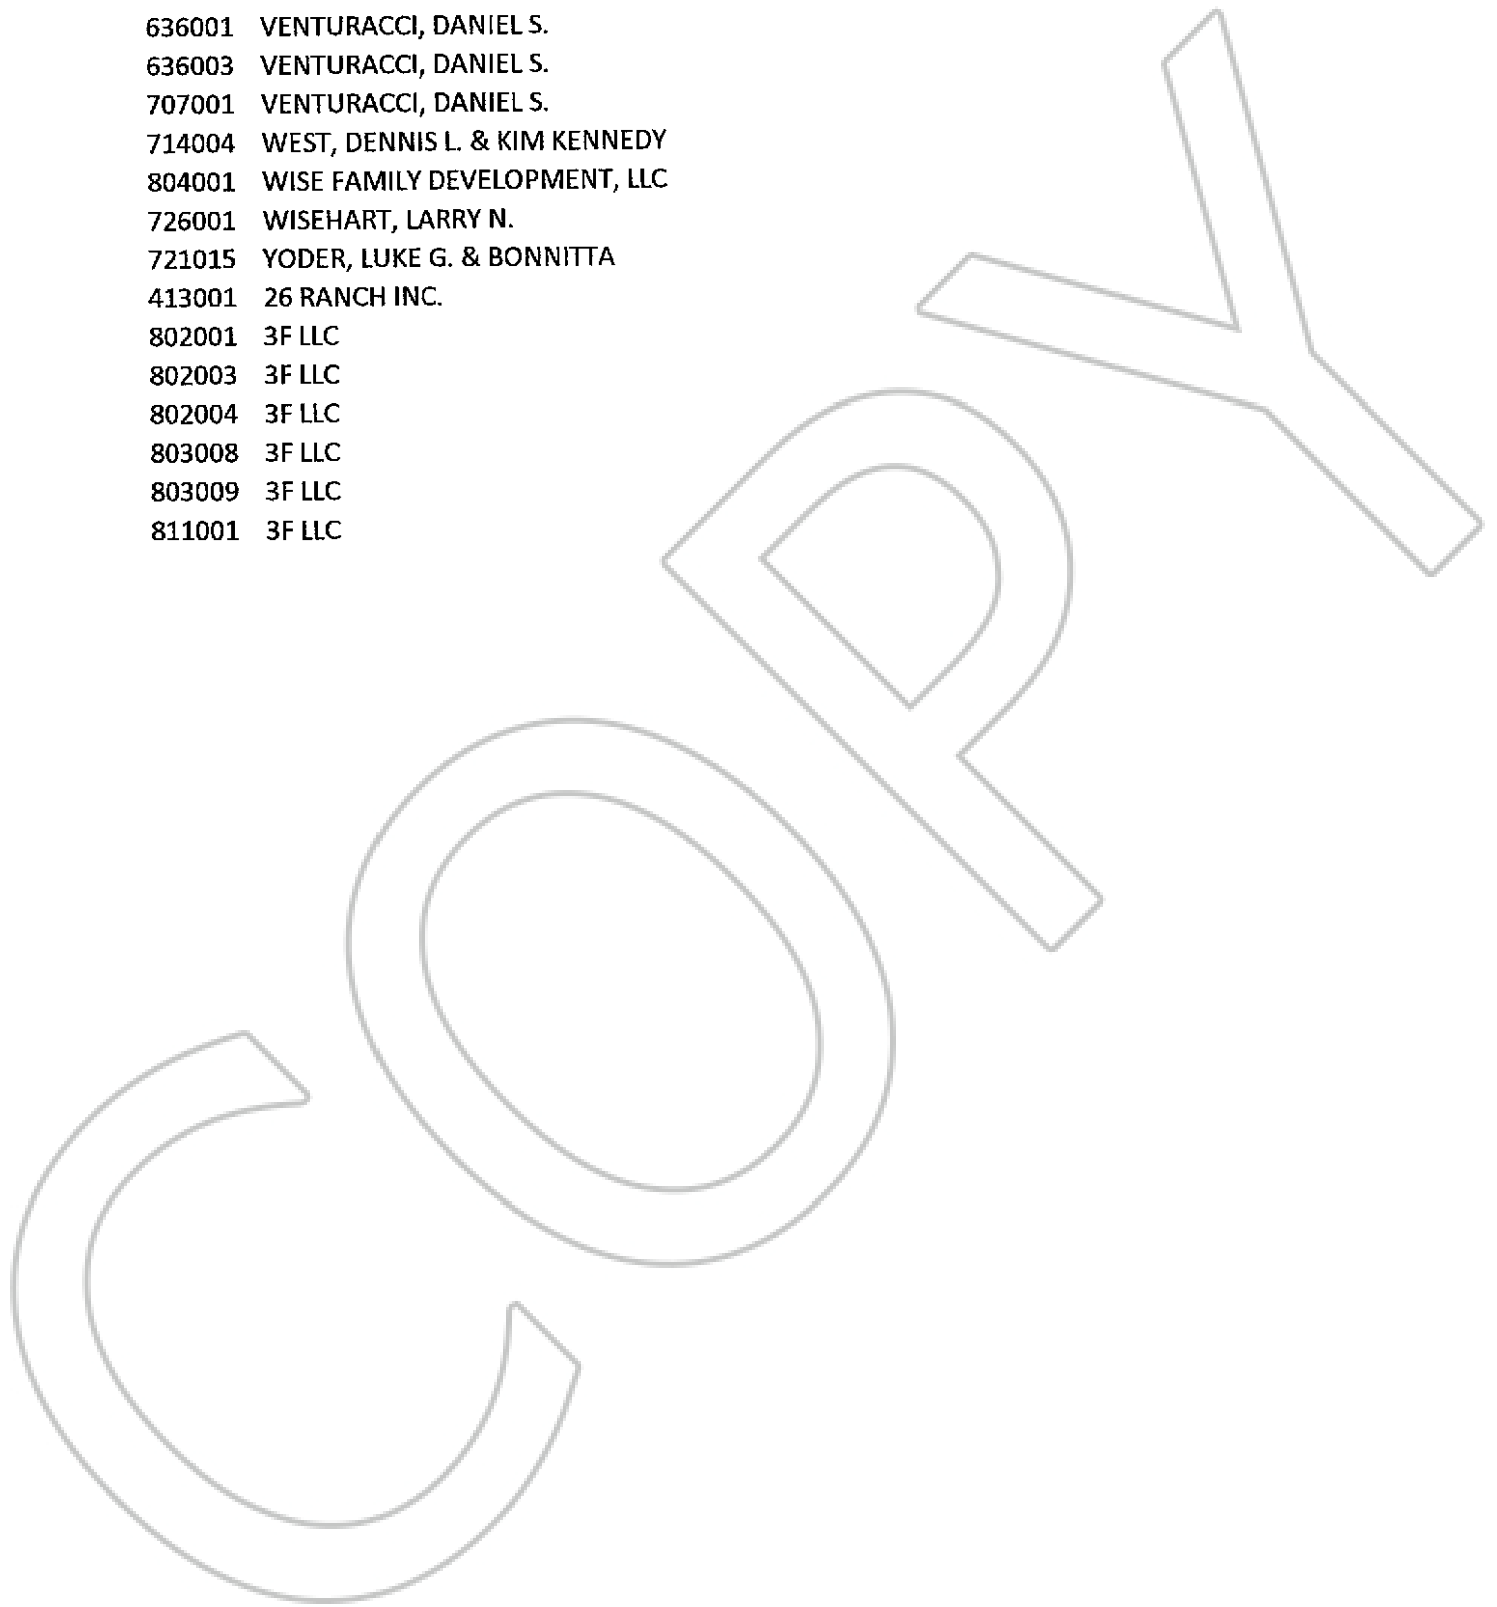 636001 VENTURACCI, DANIEL S.
636003 VENTURACCI, DANIEL S.
707001 VENTURACCI, DANIEL S.
714004 WEST, DENNIS L. & KIM KENNEDY
804001 WISE FAMILY DEVELOPMENT, LLC
726001 WISEHART, LARRY N.
721015 YODER, LUKE G. & BONNITTA
413001 26 RANCH INC.
802001 3F LLC
802003 3F LLC
802004 3F LLC
803008 3F LLC
803009 3F LLC
811001 3F LLC
COPY